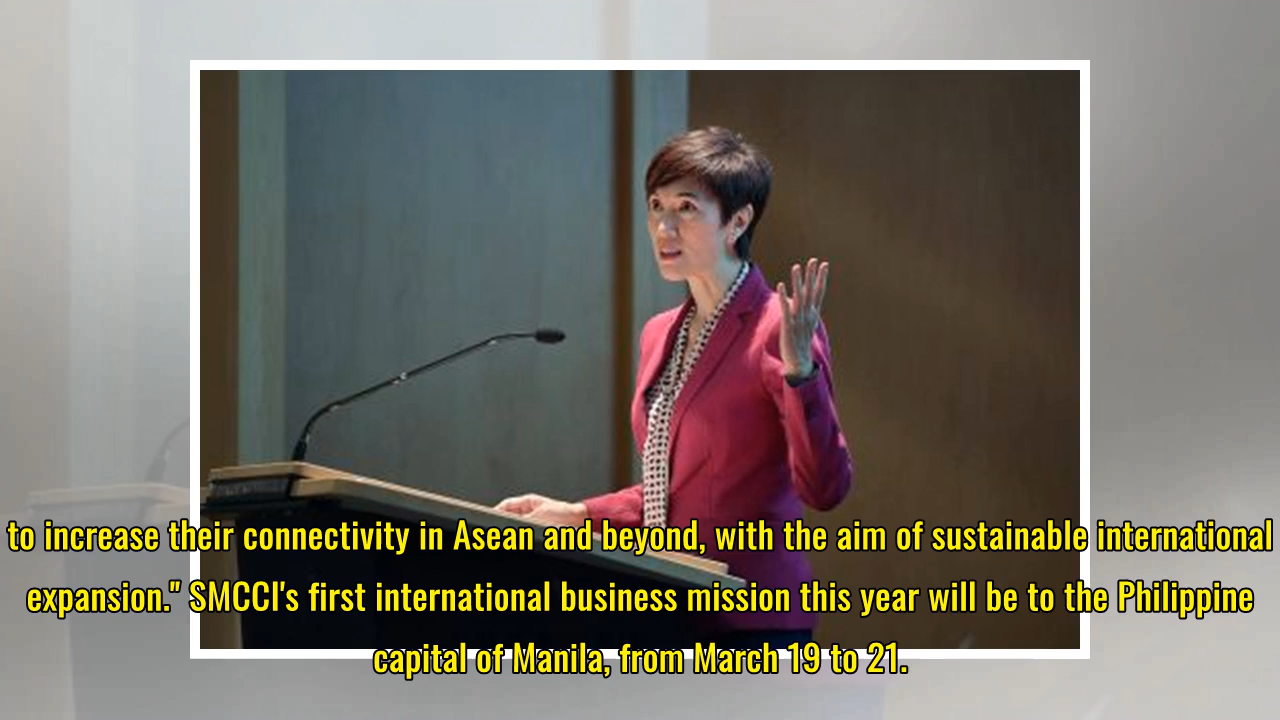 to increase their connectivity in Asean and beyond, with the aim of sustainable international
expansion." SMCCI's first international business mission this year will be to the Philippine
capital of Manila, from March 19 to 21.